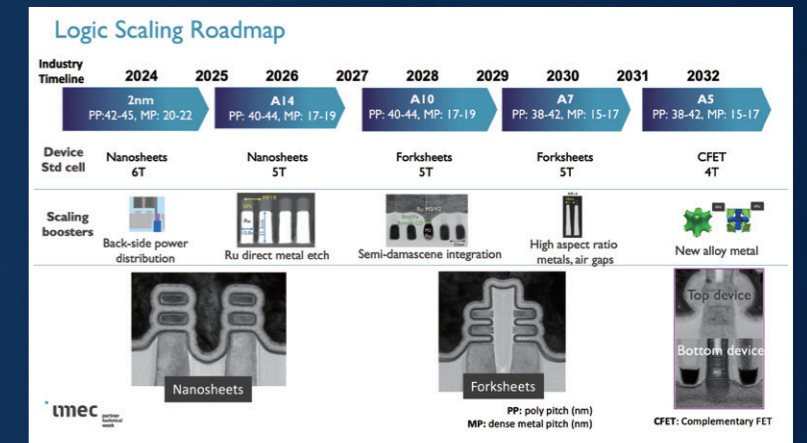 Logic Scaling Roadmap
Industry
Timeline
2024 2025 2026 2027 2028 2029 2030 2031 2032
2nm
PP:42-45, MP: 20-22
A14
PP: 40-44, MP: 17-19
A10
PP: 40-44, MP: 17-19
A7
PP: 38-42, MP: 15-17
A5
PP: 38-42, MP: 15-17
Device
Std cell
Nanosheets
6T
Nanosheets
5T
Forksheets
5T
Forksheets
5T
CFET
4T
Scaling
boosters
Back-side power
distribution
Ru
Ru direct metal etch
Semi-damascene integration
High aspect ratio
metals, air gaps
New alloy metal
Nanosheets
Forksheets
Top device
Bottom device
imec
partner
technical
week
PP: poly pitch (nm)
MP: dense metal pitch (nm)
CFET: Complementary FET